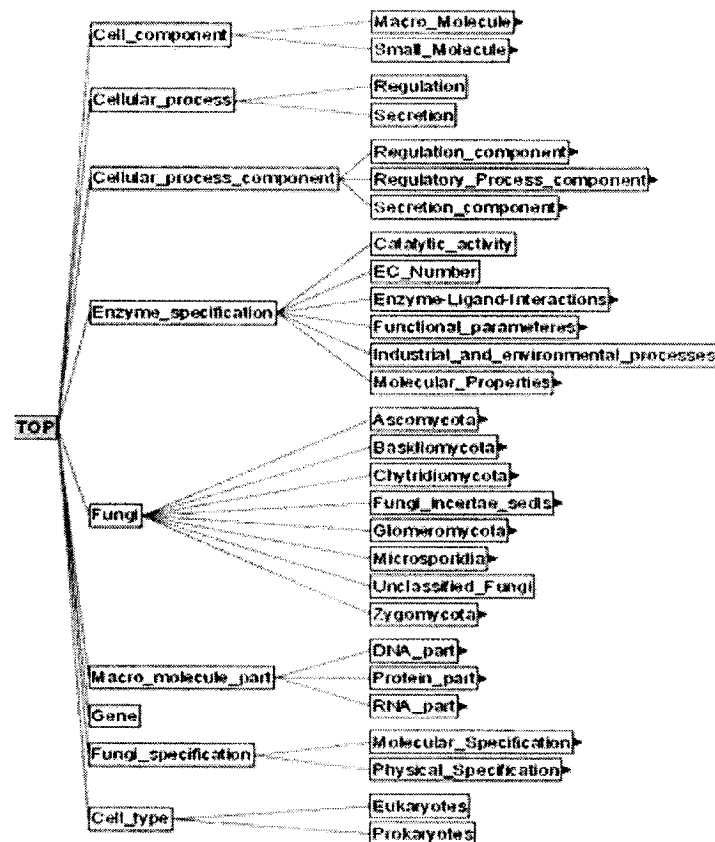 Cell_component
Macro_Molecule
Small_Molecule
Cellular_process
Regulation
Secretion
Cellular_process_component
Regulation_component
Regulatory_Process_component
Secretion_component
Enzyme_specification
Catalytic_activity
EC_Number
Enzyme-Ligand-Interactions
Functional_parameteres
Industrial_and_environmental_processes
Molecular_Properties
TOP
Fungi
Ascomycota
Basidiomycota
Chytridiomycota
Fungi_incertae_sedis
Glomeromycota
Microsporidia
Unclassified_Fungi
Zygomycota
Macro_molecule_part
DNA_part
Protein_part
RNA_part
Gene
Fungi_specification
Molecular_Specification
Physical_Specification
Cell_type
Eukaryotes
Prokaryotes